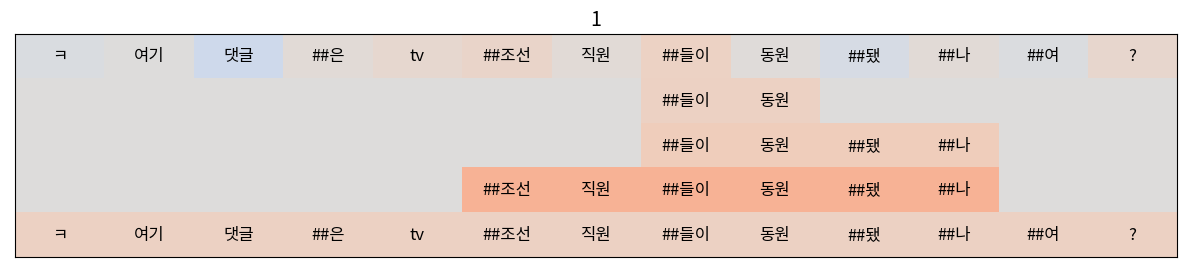 1
ㅋ 여기 댓글 ##은 tv ##조선 직원 ##들이 동원 ##됐 ##나 ##여 ?
##들이 동원
##들이 동원 ##됐 ##나
##조선 직원 ##들이 동원 ##됐 ##나
ㅋ 여기 댓글 ##은 tv ##조선 직원 ##들이 동원 ##됐 ##나 ##여 ?